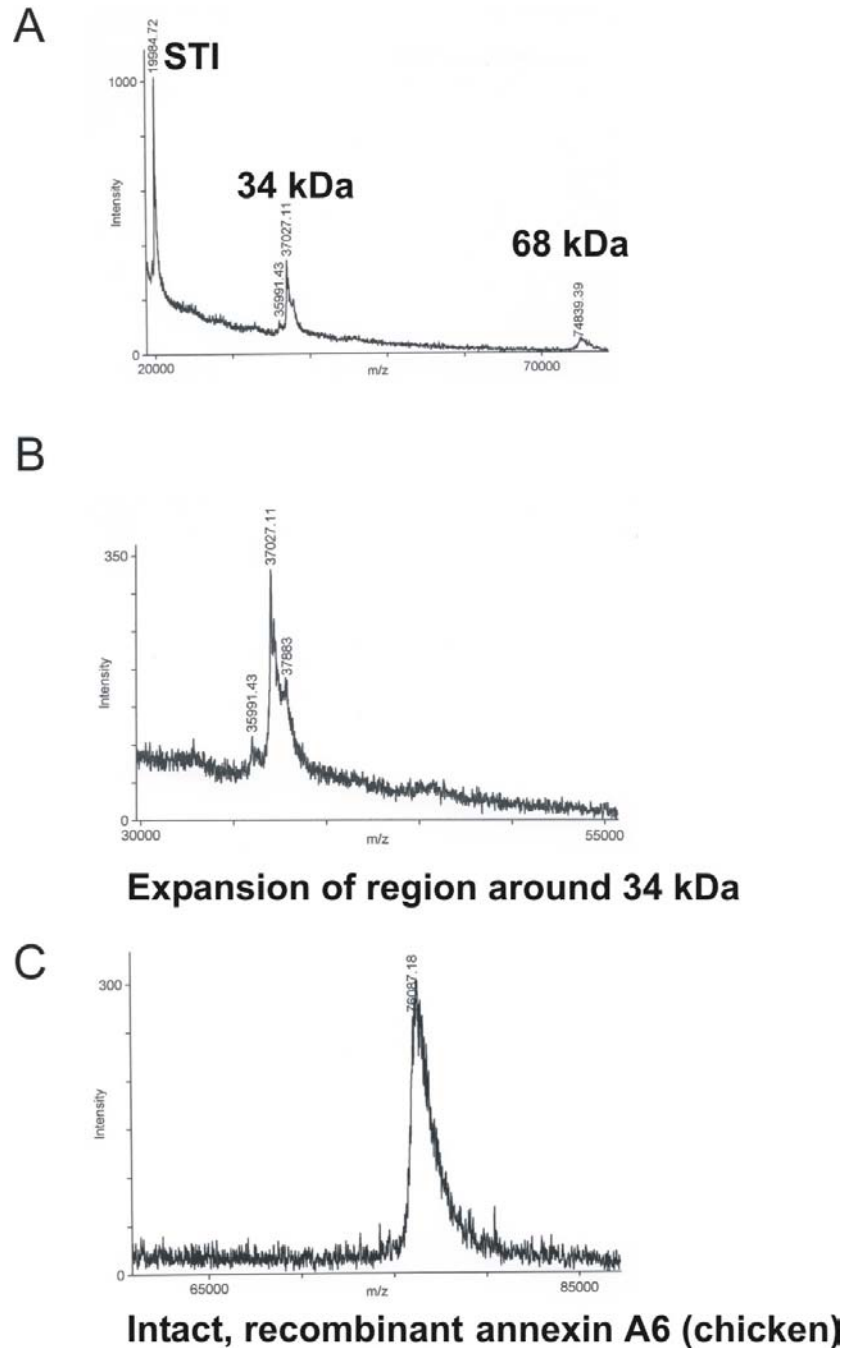 A
19984.72
STI
1000
34 kDa
37027.11
35991.43
68 kDa
74839.39
Intensity
0
20000
m/z
70000
B
350
37027.11
37883
35991.43
Intensity
0
30000
m/z
55000
Expansion of region around 34 kDa
C
300
76087.18
Intensity
0
65000
m/z
85000
Intact, recombinant annexin A6 (chicken)